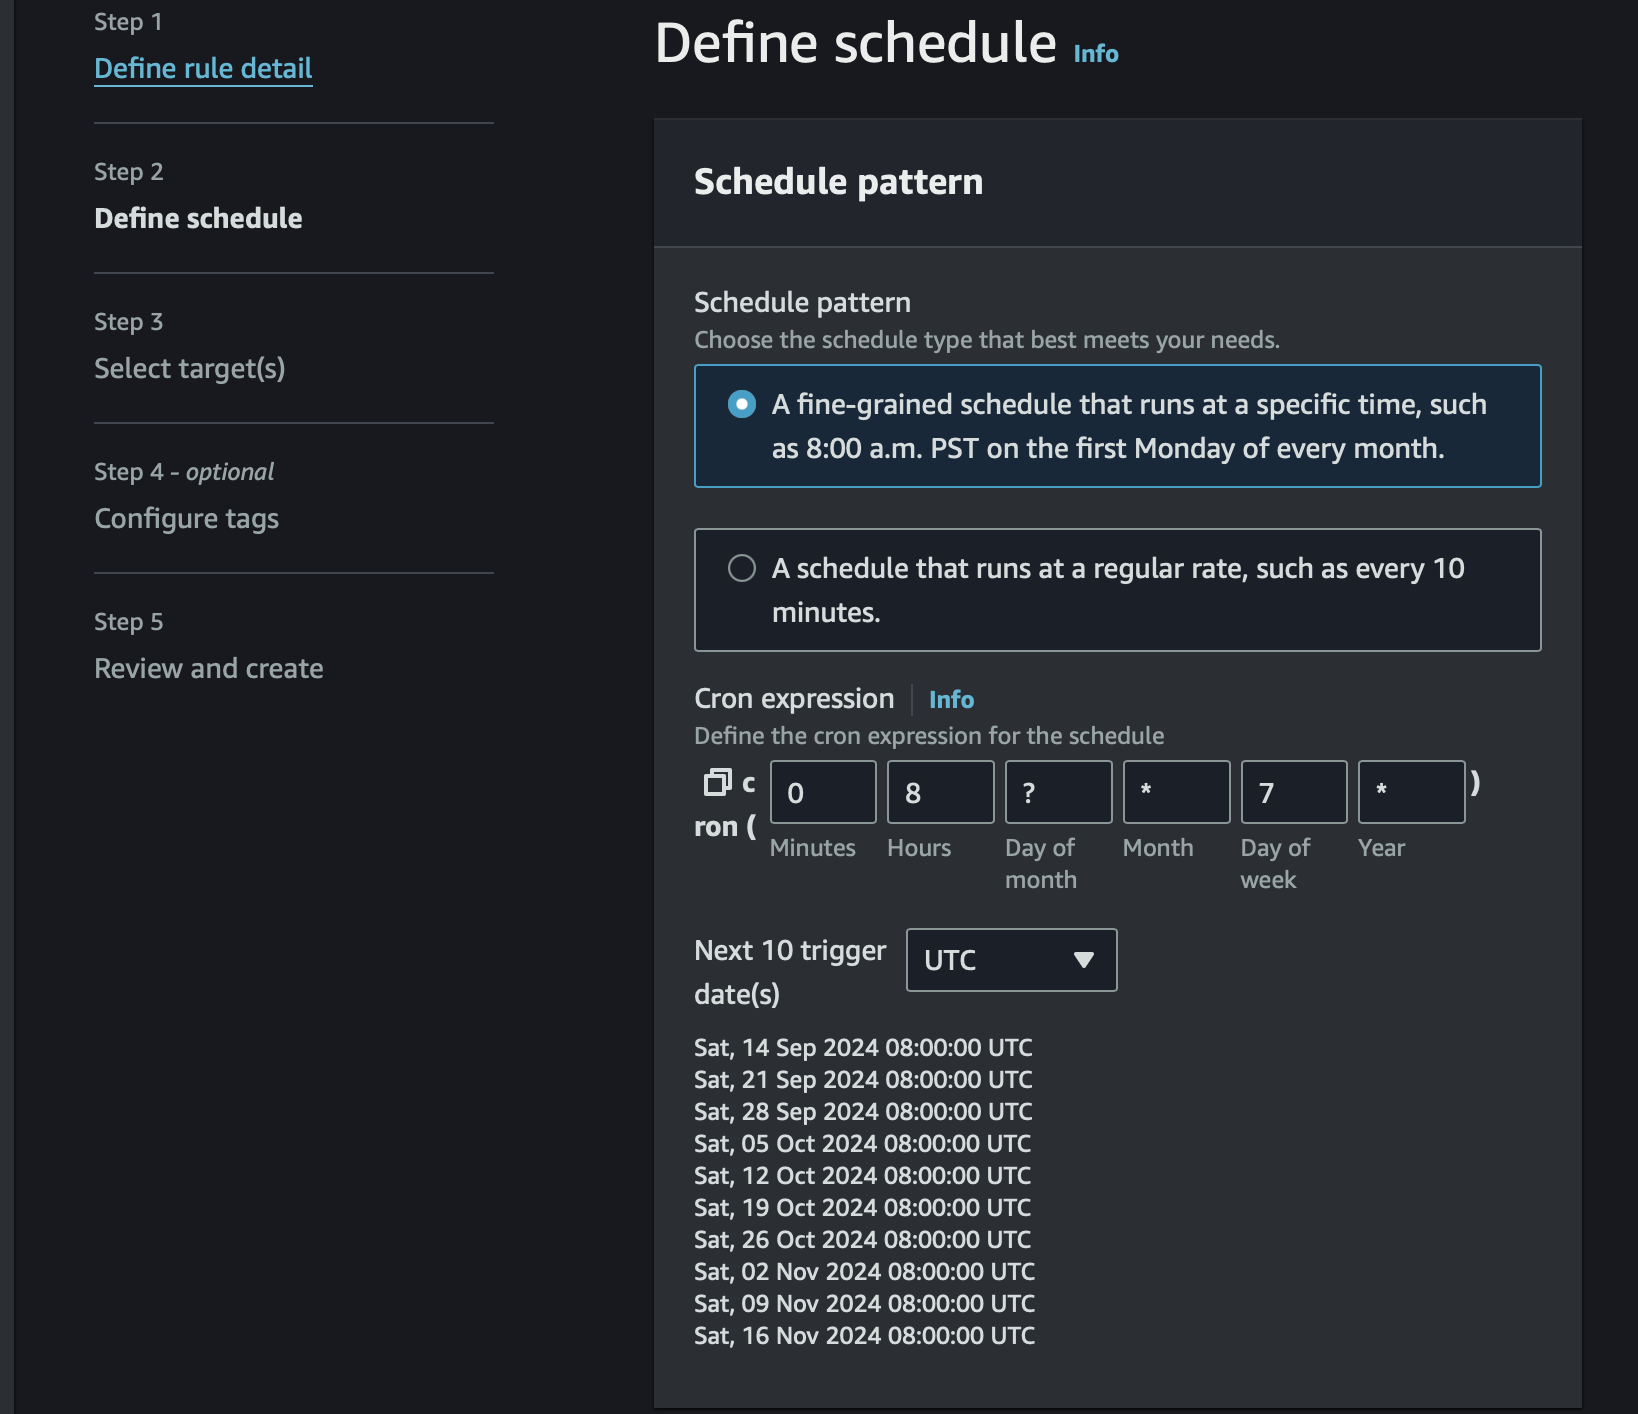 Step 1
Define rule detail
Step 2
Define schedule
Step 3
Select target(s)
Step 4 - optional
Configure tags
Step 5
Review and create
Define schedule Info
Schedule pattern
Schedule pattern
Choose the schedule type that best meets your needs.
A fine-grained schedule that runs at a specific time, such
as 8:00 a.m. PST on the first Monday of every month.
A schedule that runs at a regular rate, such as every 10
minutes.
Cron expression Info
Define the cron expression for the schedule
c
ron (
0 8 ? * 7 * )
Minutes Hours Day of month Month Day of week Year
Next 10 trigger
date(s)
UTC
Sat, 14 Sep 2024 08:00:00 UTC
Sat, 21 Sep 2024 08:00:00 UTC
Sat, 28 Sep 2024 08:00:00 UTC
Sat, 05 Oct 2024 08:00:00 UTC
Sat, 12 Oct 2024 08:00:00 UTC
Sat, 19 Oct 2024 08:00:00 UTC
Sat, 26 Oct 2024 08:00:00 UTC
Sat, 02 Nov 2024 08:00:00 UTC
Sat, 09 Nov 2024 08:00:00 UTC
Sat, 16 Nov 2024 08:00:00 UTC